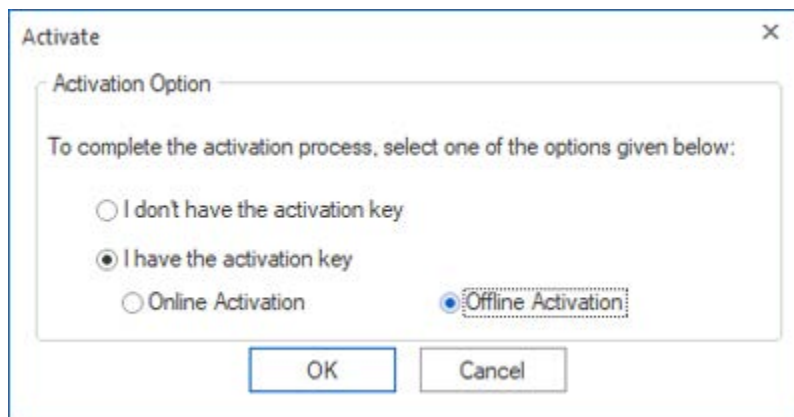 Activate
Activation Option
To complete the activation process, select one of the options given below:
I don't have the activation key
I have the activation key
Online Activation Offline Activation
OK Cancel